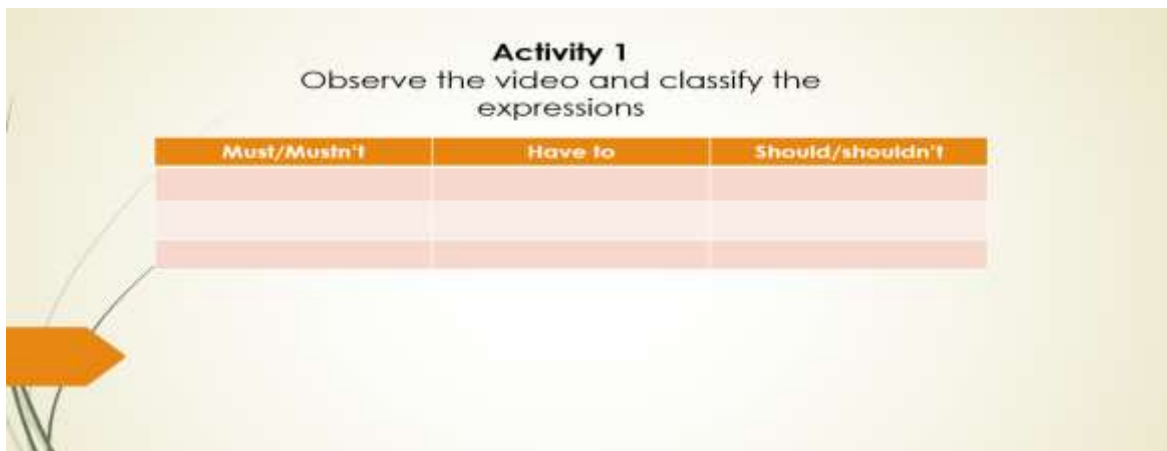 Activity 1
Observe the video and classify the
expressions
Must/Mustn't Have to Should/shouldn't